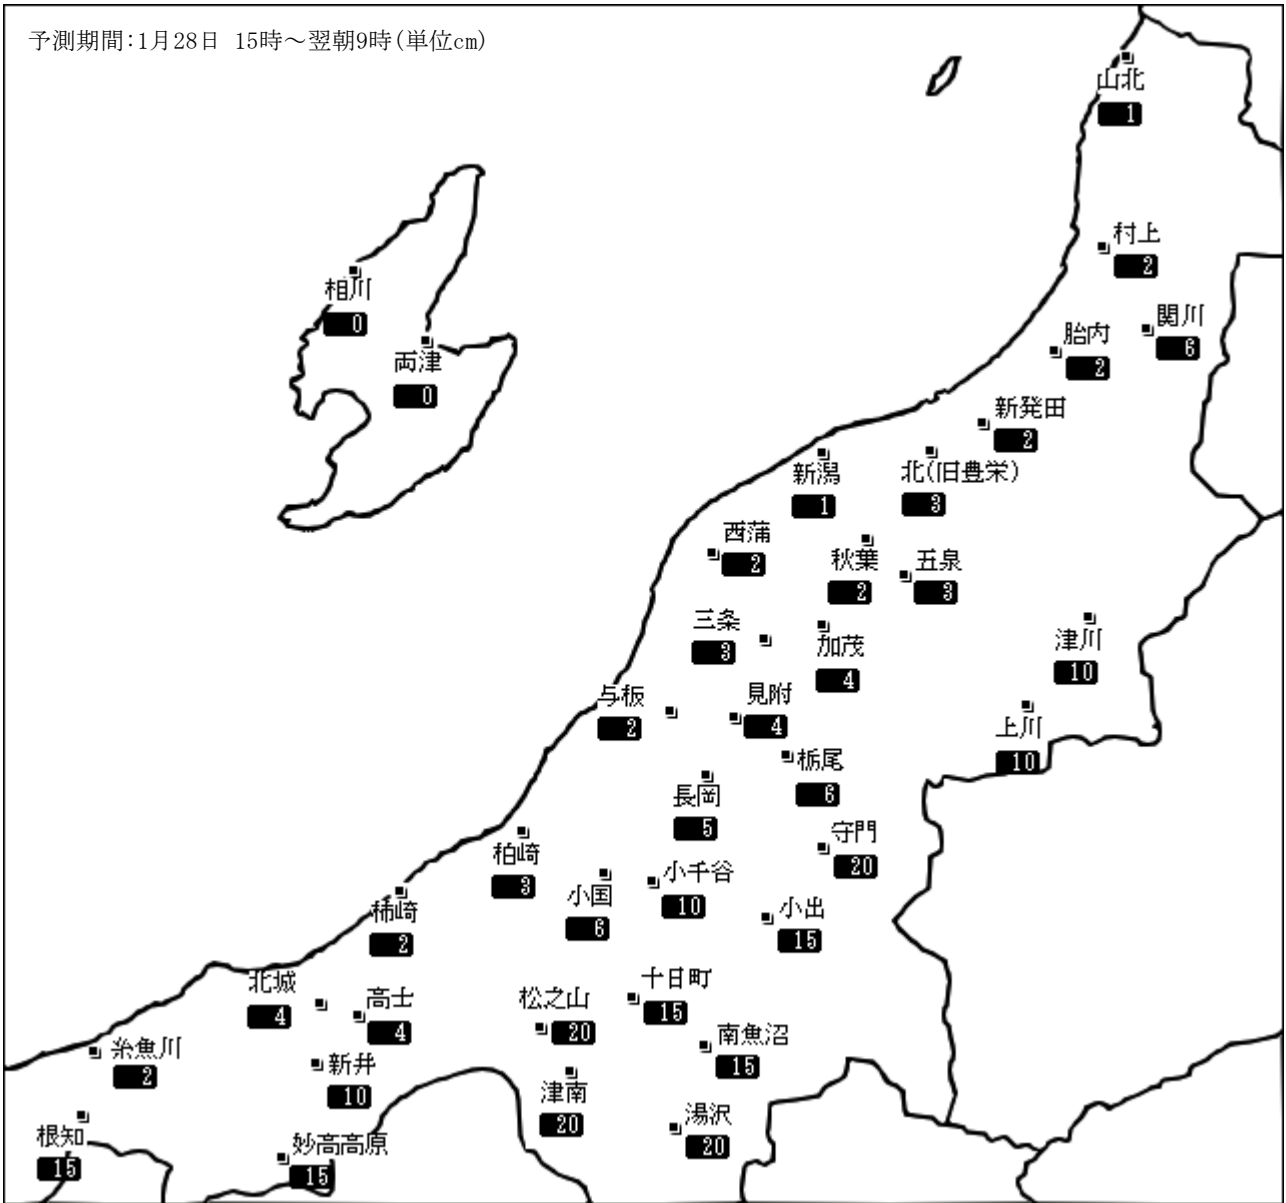 予測期間:1月28日 15時～翌朝9時(単位cm)
山北
1
村上
2
相川
0
関川
6
胎内
2
両津
0
新発田
2
新潟
1
北(旧豊栄)
3
西蒲
2
秋葉
2
五泉
3
三条
3
加茂
4
津川
10
与板
2
見附
4
上川
10
栃尾
6
長岡
5
守門
20
柏崎
3
小国
6
小千谷
10
小出
15
柿崎
2
北城
4
高士
4
松之山
20
十日町
15
南魚沼
15
糸魚川
2
新井
10
津南
20
湯沢
20
根知
15
妙高高原
15